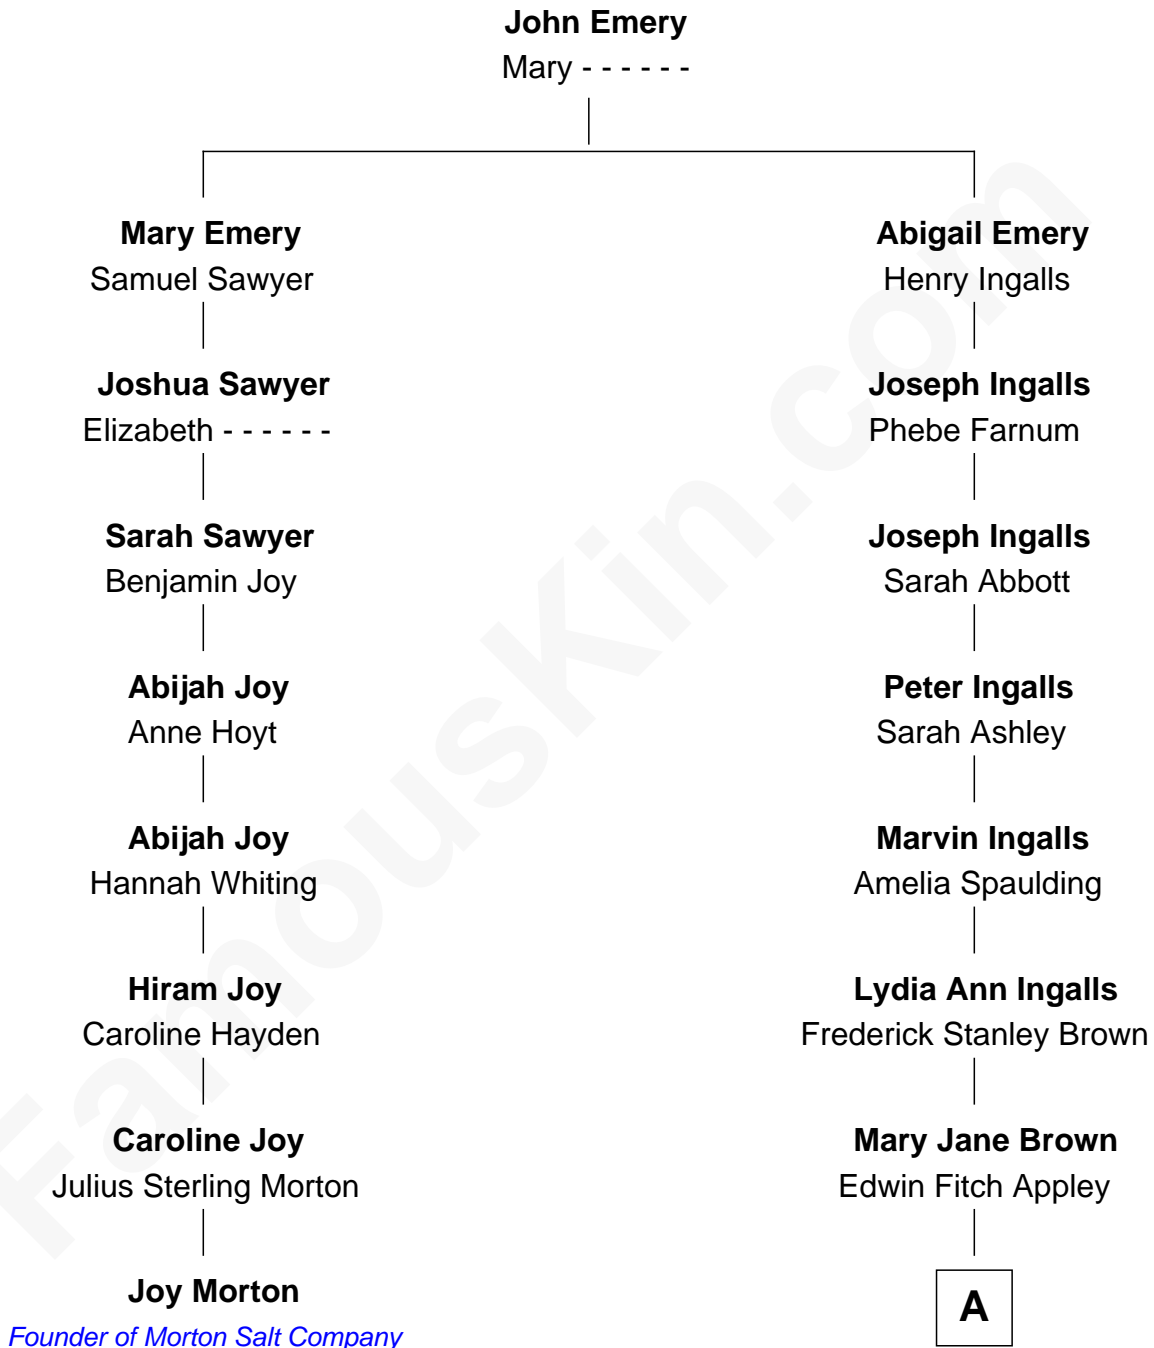 John Emery
Mary - - - - - -
Mary Emery
Samuel Sawyer
Abigail Emery
Henry Ingalls
Joshua Sawyer
Elizabeth - - - - - -
Joseph Ingalls
Phebe Farnum
Sarah Sawyer
Benjamin Joy
Joseph Ingalls
Sarah Abbott
Abijah Joy
Anne Hoyt
Peter Ingalls
Sarah Ashley
Abijah Joy
Hannah Whiting
Marvin Ingalls
Amelia Spaulding
Hiram Joy
Caroline Hayden
Lydia Ann Ingalls
Frederick Stanley Brown
Caroline Joy
Julius Sterling Morton
Mary Jane Brown
Edwin Fitch Appley
Joy Morton
Founder of Morton Salt Company
A
FamousKin.com